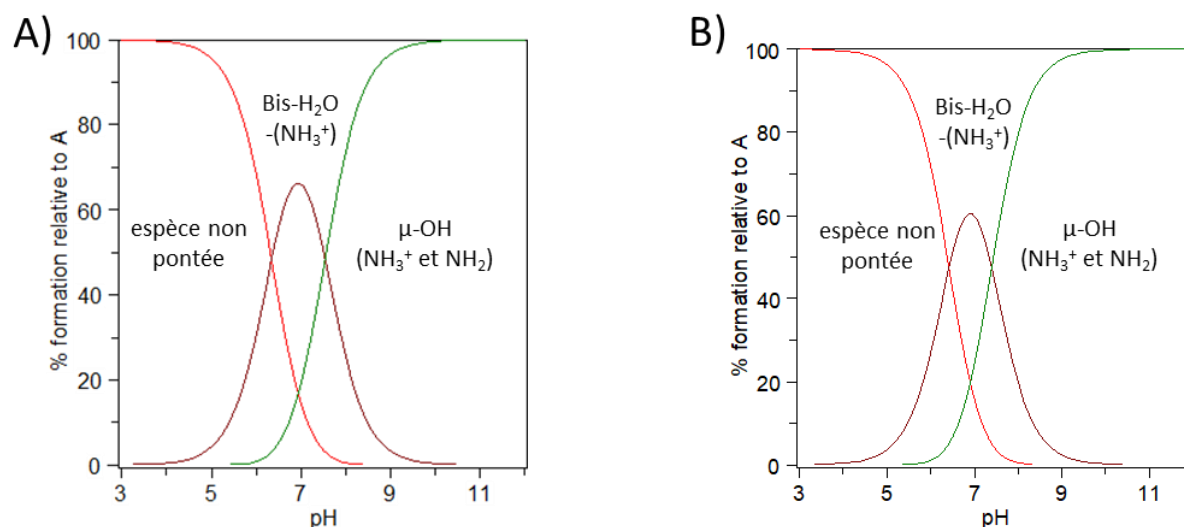 A)
% formation relative to A
100
80
60
40
20
0
Bis-H₂O
-(NH₃⁺)
espèce non
pontée
μ-OH
(NH₃⁺ et NH₂)
3
5
7
9
11
pH
B)
% formation relative to A
100
80
60
40
20
0
Bis-H₂O
-(NH₃⁺)
espèce non
pontée
μ-OH
(NH₃⁺ et NH₂)
3
5
7
9
11
pH